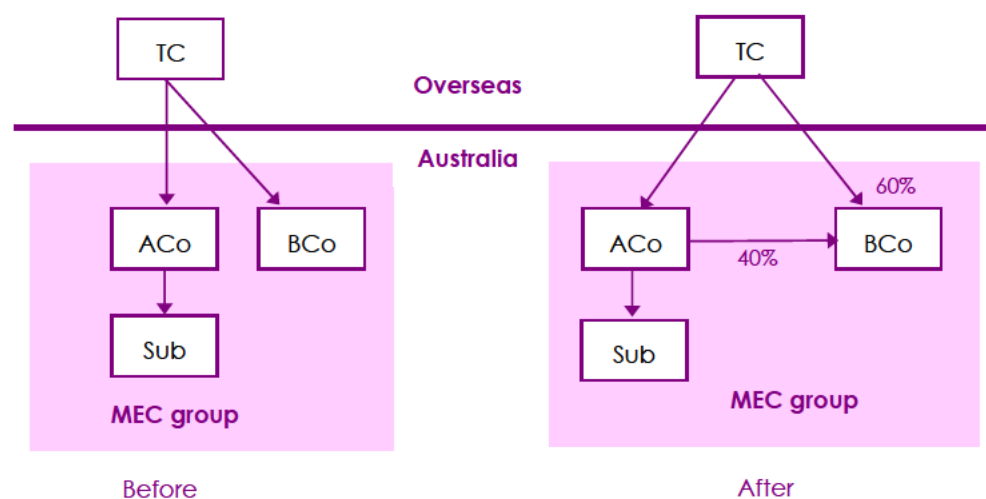 TC
Overseas
Australia
ACo
BCo
Sub
MEC group
Before
TC
60%
ACo
40%
BCo
Sub
MEC group
After